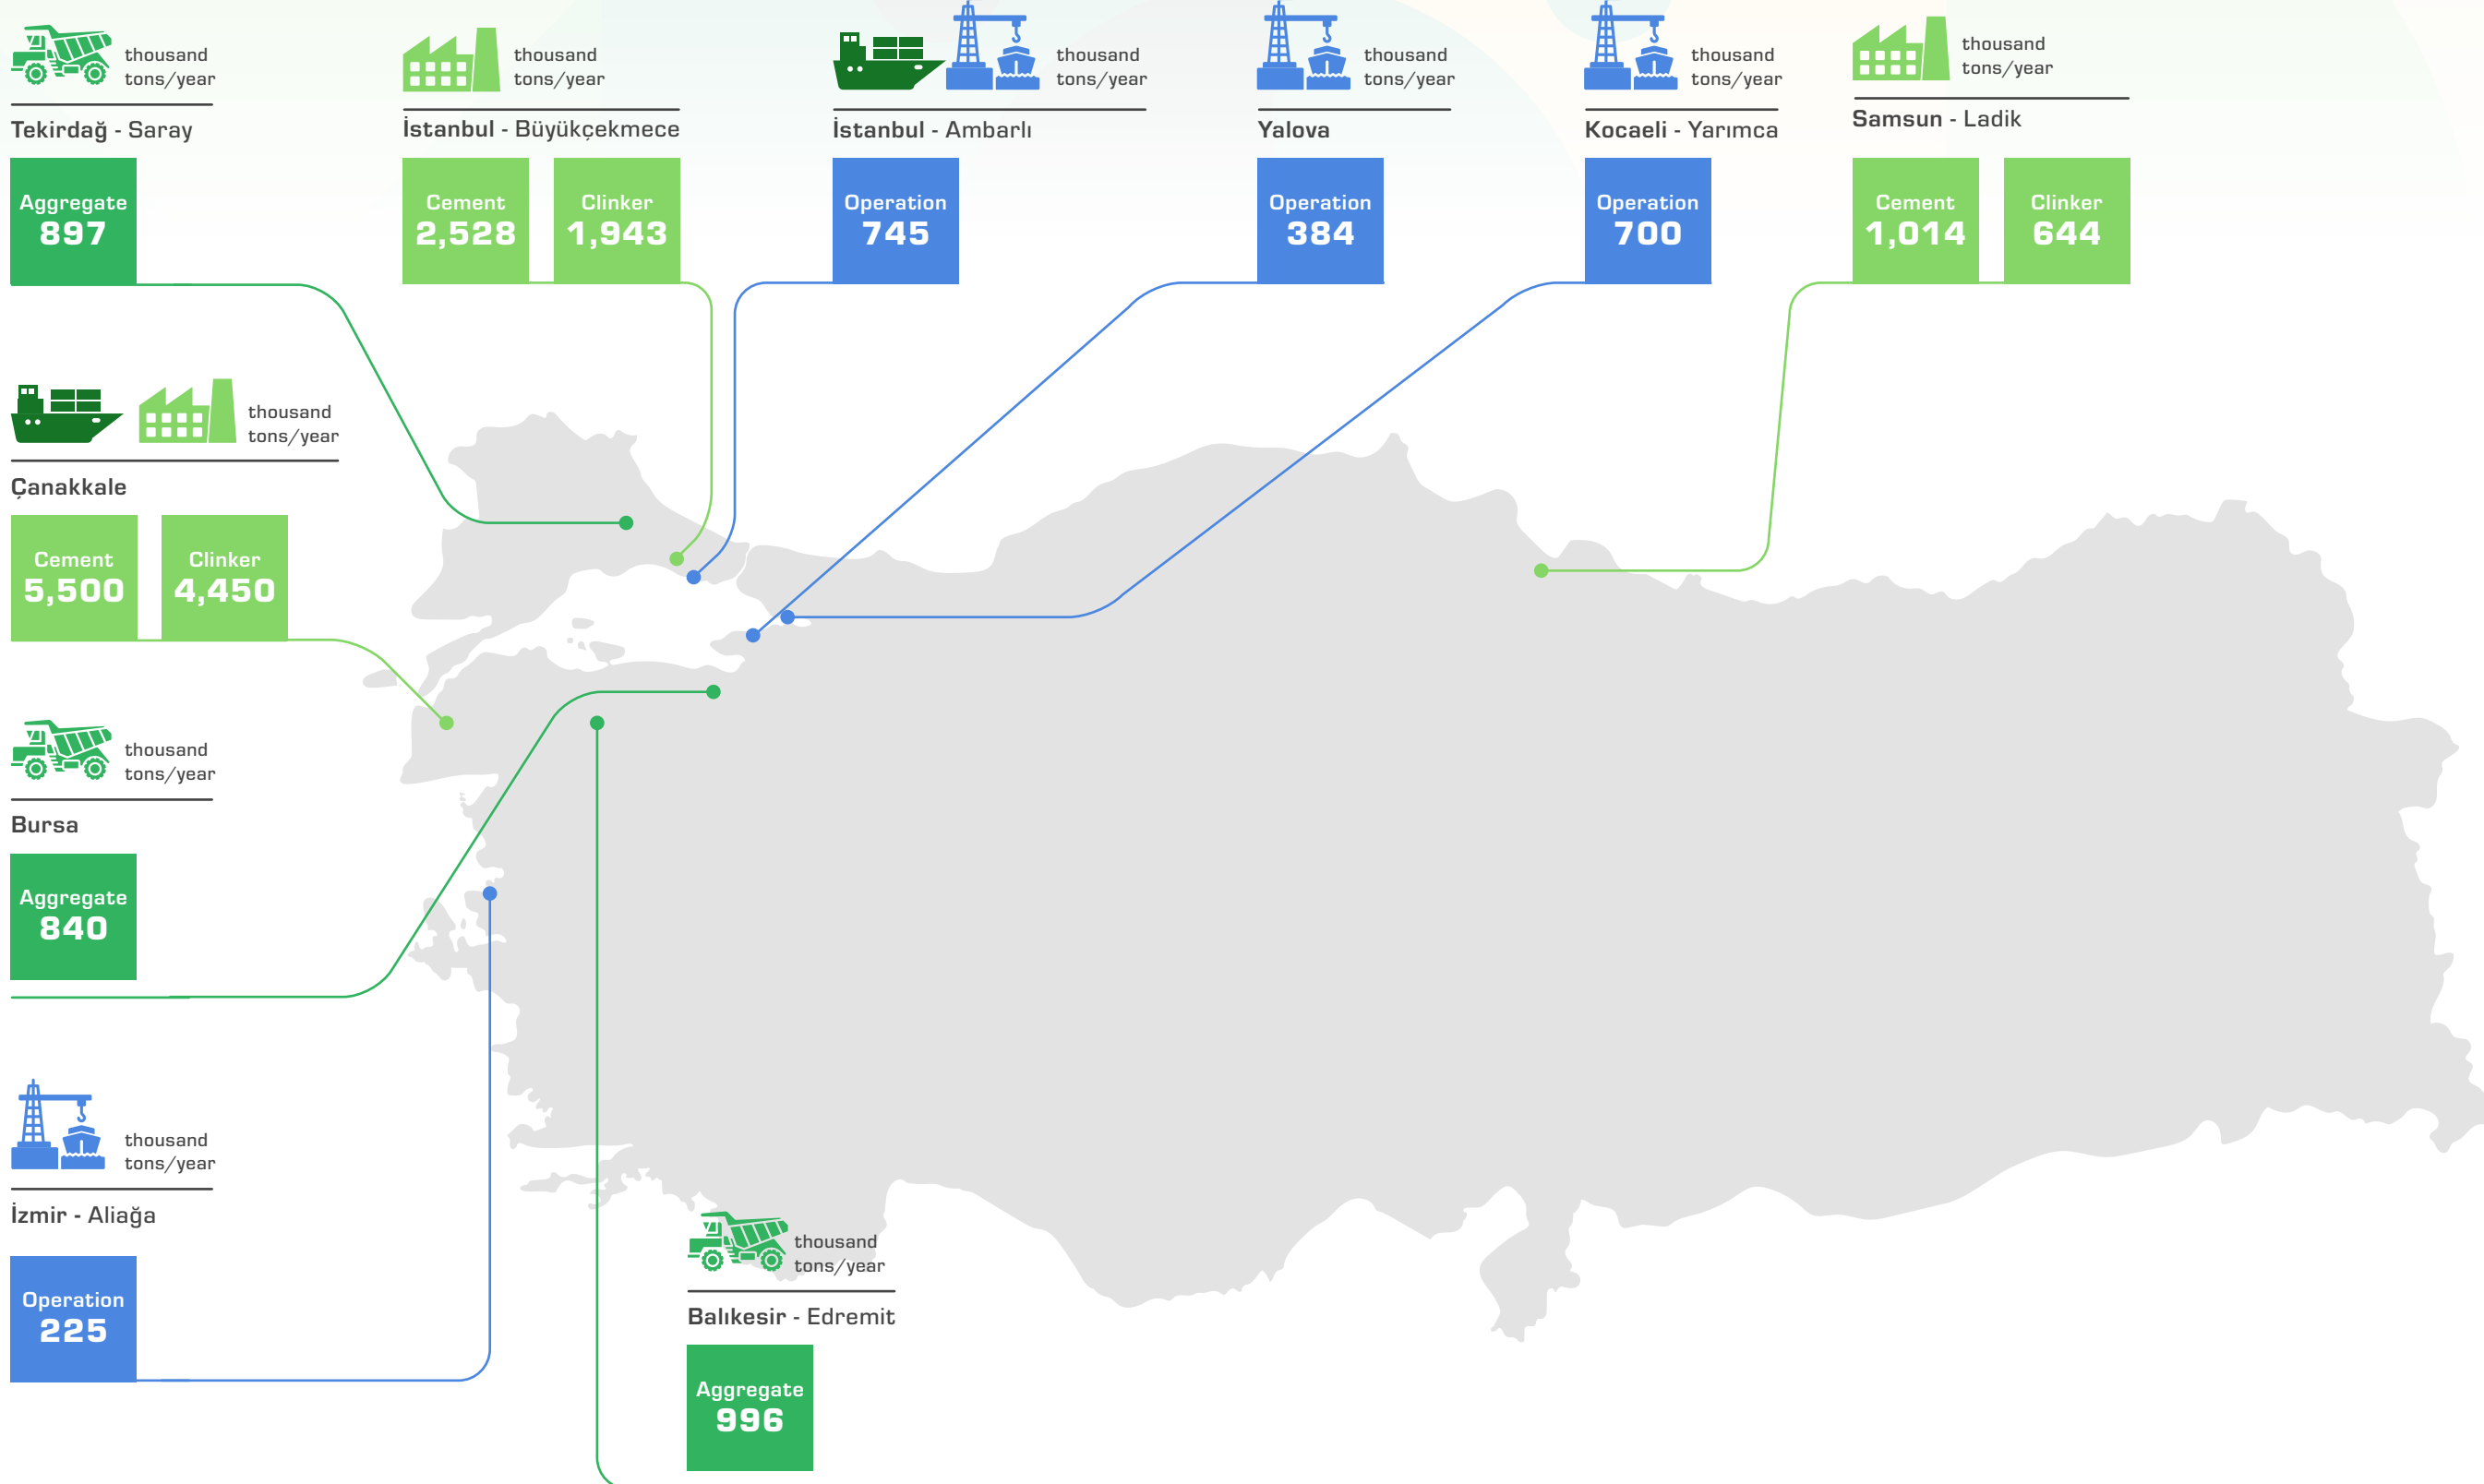 thousand
tons/year
Tekirdağ - Saray
Aggregate
897
thousand
tons/year
İstanbul - Büyükçekmece
Cement
2,528
Clinker
1,943
thousand
tons/year
İstanbul - Ambarlı
Operation
745
thousand
tons/year
Yalova
Operation
384
thousand
tons/year
Kocaeli - Yarımca
Operation
700
thousand
tons/year
Samsun - Ladik
Cement
1,014
Clinker
644
thousand
tons/year
Çanakkale
Cement
5,500
Clinker
4,450
thousand
tons/year
Bursa
Aggregate
840
thousand
tons/year
İzmir - Aliağa
Operation
225
thousand
tons/year
Balıkesir - Edremit
Aggregate
996